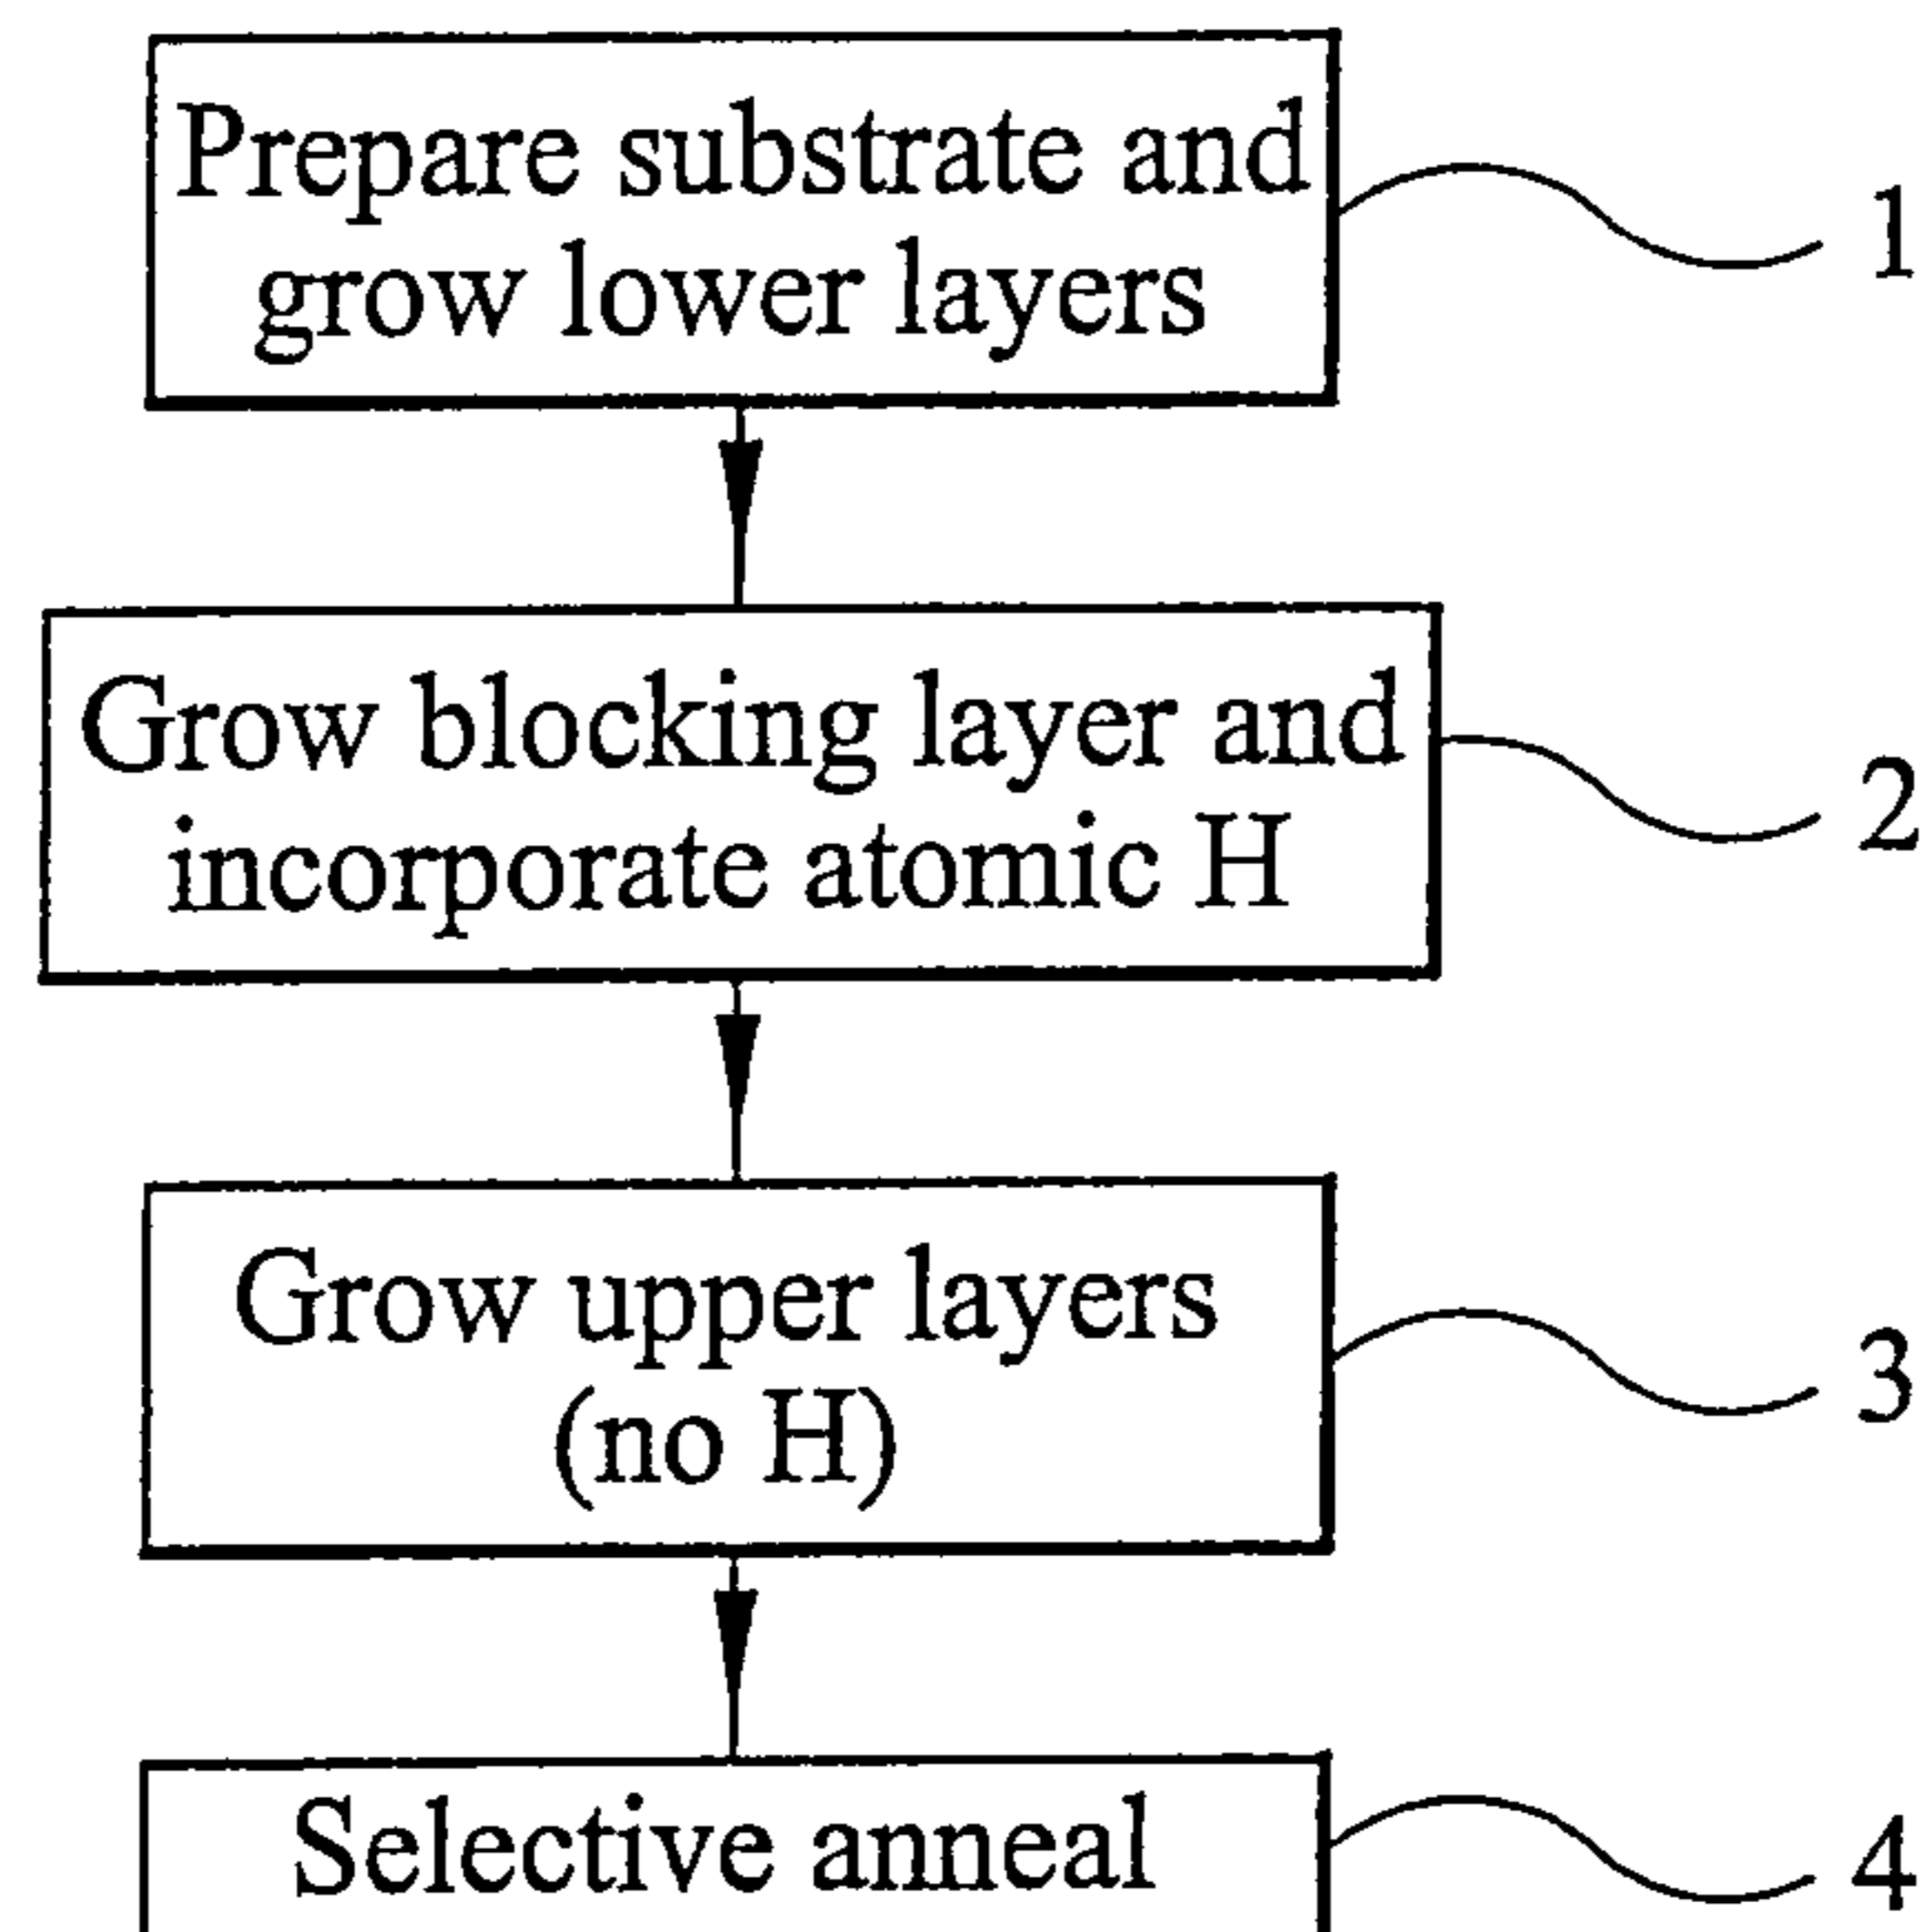 Prepare substrate and
grow lower layers
1
Grow blocking layer and
incorporate atomic H
2
Grow upper layers
(no H)
3
Selective anneal
4